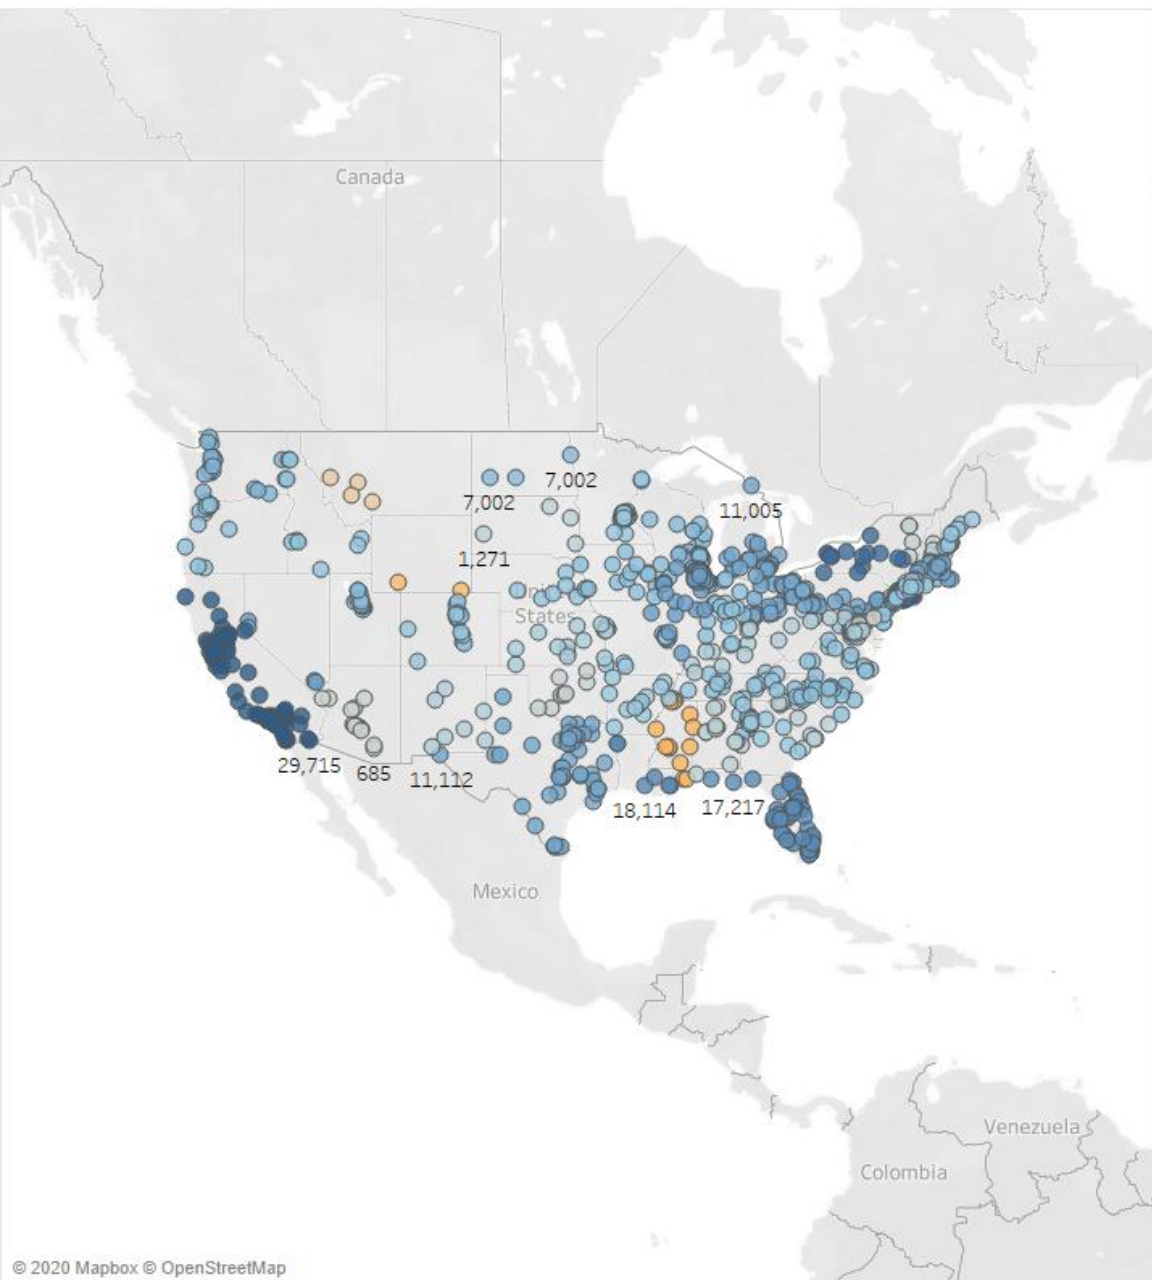 Canada
7,002
7,002
11,005
1,271
United
States
29,715
685
11,112
18,114
17,217
Mexico
Venezuela
Colombia
© 2020 Mapbox © OpenStreetMap